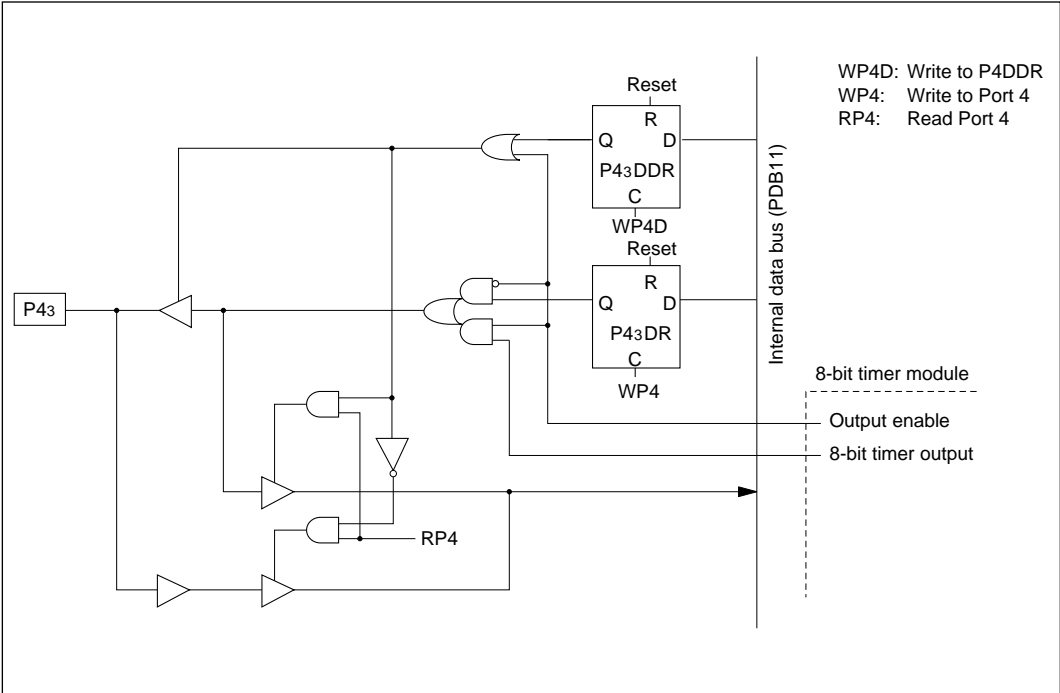 WP4D: Write to P4DDR
WP4: Write to Port 4
RP4: Read Port 4
Reset
R
Q D
P43DDR
C
WP4D
Reset
R
Q D
P43DR
C
WP4
Internal data bus (PDB11)
P43
8-bit timer module
Output enable
8-bit timer output
RP4